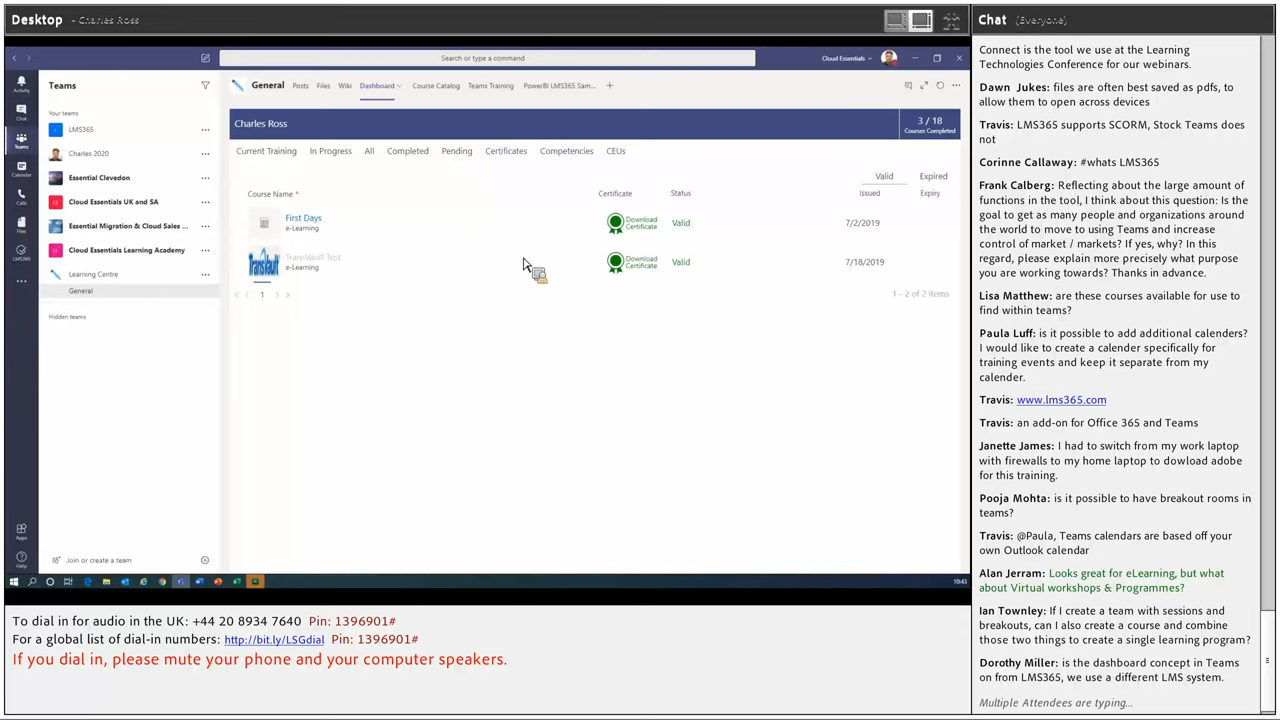 Desktop - Charles Ross
Search or type a command
Cloud Essentials
Activity
Chat
Teams
Calendar
Calls
Files
LMS365
Apps
Help
Teams
Your teams
LMS365
Charles 2020
Essential Clevedon
Cloud Essentials UK and SA
Essential Migration & Cloud Sales ...
Cloud Essentials Learning Academy
Learning Centre
General
Hidden teams
Join or create a team
General Posts Files Wiki Dashboard Course Catalog Teams Training PowerBI LMS365 Sam...
Charles Ross
3 / 18
Courses Completed
Current Training In Progress All Completed Pending Certificates Competencies CEUs
Valid Expired
Course Name Certificate Status Issued Expiry
First Days
e-Learning
Download
Certificate
Valid
7/2/2019
TransVault
TransVault Test
e-Learning
Download
Certificate
Valid
7/18/2019
1
1 - 2 of 2 items
10:43
To dial in for audio in the UK: +44 20 8934 7640 Pin: 1396901#
For a global list of dial-in numbers: http://bit.ly/LSGdial Pin: 1396901#
If you dial in, please mute your phone and your computer speakers.
Chat (Everyone)
Connect is the tool we use at the Learning
Technologies Conference for our webinars.
Dawn Jukes: files are often best saved as pdfs, to
allow them to open across devices
Travis: LMS365 supports SCORM, Stock Teams does
not
Corinne Callaway: #whats LMS365
Frank Calberg: Reflecting about the large amount of
functions in the tool, I think about this question: Is the
goal to get as many people and organizations around
the world to move to using Teams and increase
control of market / markets? If yes, why? In this
regard, please explain more precisely what purpose
you are working towards? Thanks in advance.
Lisa Matthew: are these courses available for use to
find within teams?
Paula Luff: is it possible to add additional calenders?
I would like to create a calender specifically for
training events and keep it separate from my
calender.
Travis: www.lms365.com
Travis: an add-on for Office 365 and Teams
Janette James: I had to switch from my work laptop
with firewalls to my home laptop to dowload adobe
for this training.
Pooja Mohta: is it possible to have breakout rooms in
teams?
Travis: @Paula, Teams calendars are based off your
own Outlook calendar
Alan Jerram: Looks great for eLearning, but what
about Virtual workshops & Programmes?
Ian Townley: If I create a team with sessions and
breakouts, can I also create a course and combine
those two things to create a single learning program?
Dorothy Miller: is the dashboard concept in Teams
on from LMS365, we use a different LMS system.
Multiple Attendees are typing...